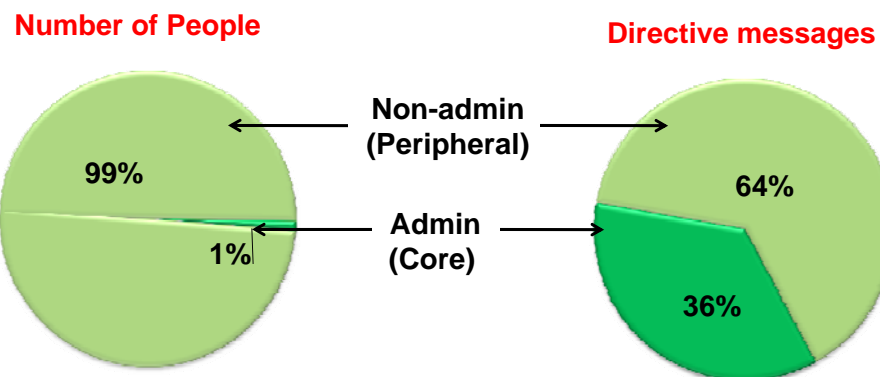 Number of People
Directive messages
Non-admin
(Peripheral)
99%
64%
Admin
(Core)
1%
36%